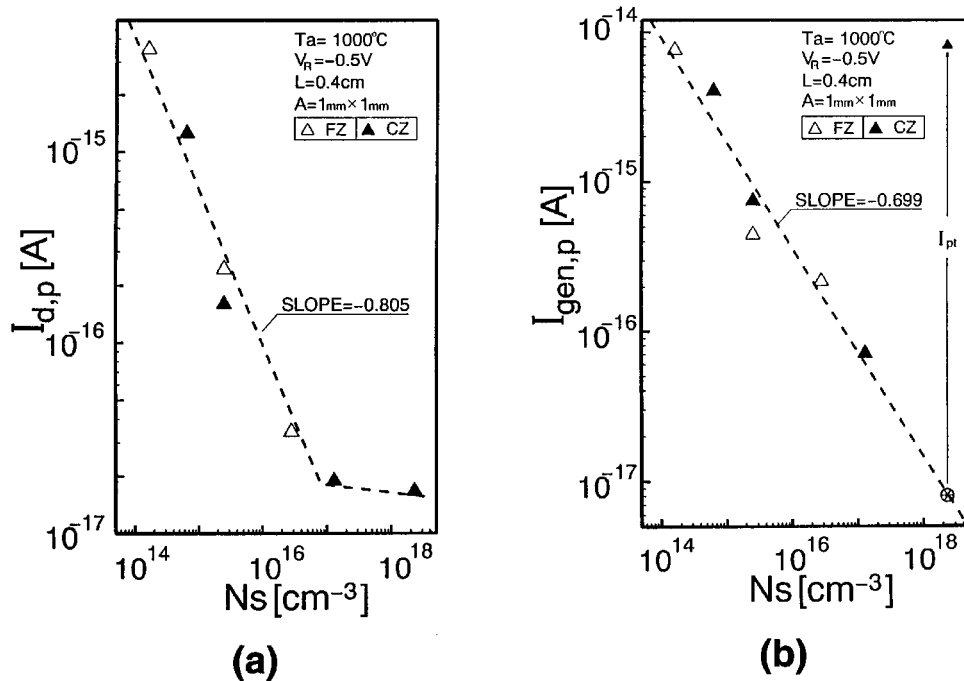 Ta= 1000℃
V_R=−0.5V
L=0.4cm
A=1mm×1mm
△ FZ ▲ CZ
10^−15
10^−16
10^−17
I_d,p [A]
SLOPE=−0.805
10^14 10^16 10^18
Ns[cm^−3]
(a)
10^−14
Ta=1000℃
V_R=−0.5V
L=0.4cm
A=1mm×1mm
△ FZ ▲ CZ
10^−15
10^−16
10^−17
I_gen,p [A]
SLOPE=−0.699
I_pt
10^14 10^16 10^18
Ns[cm^−3]
(b)